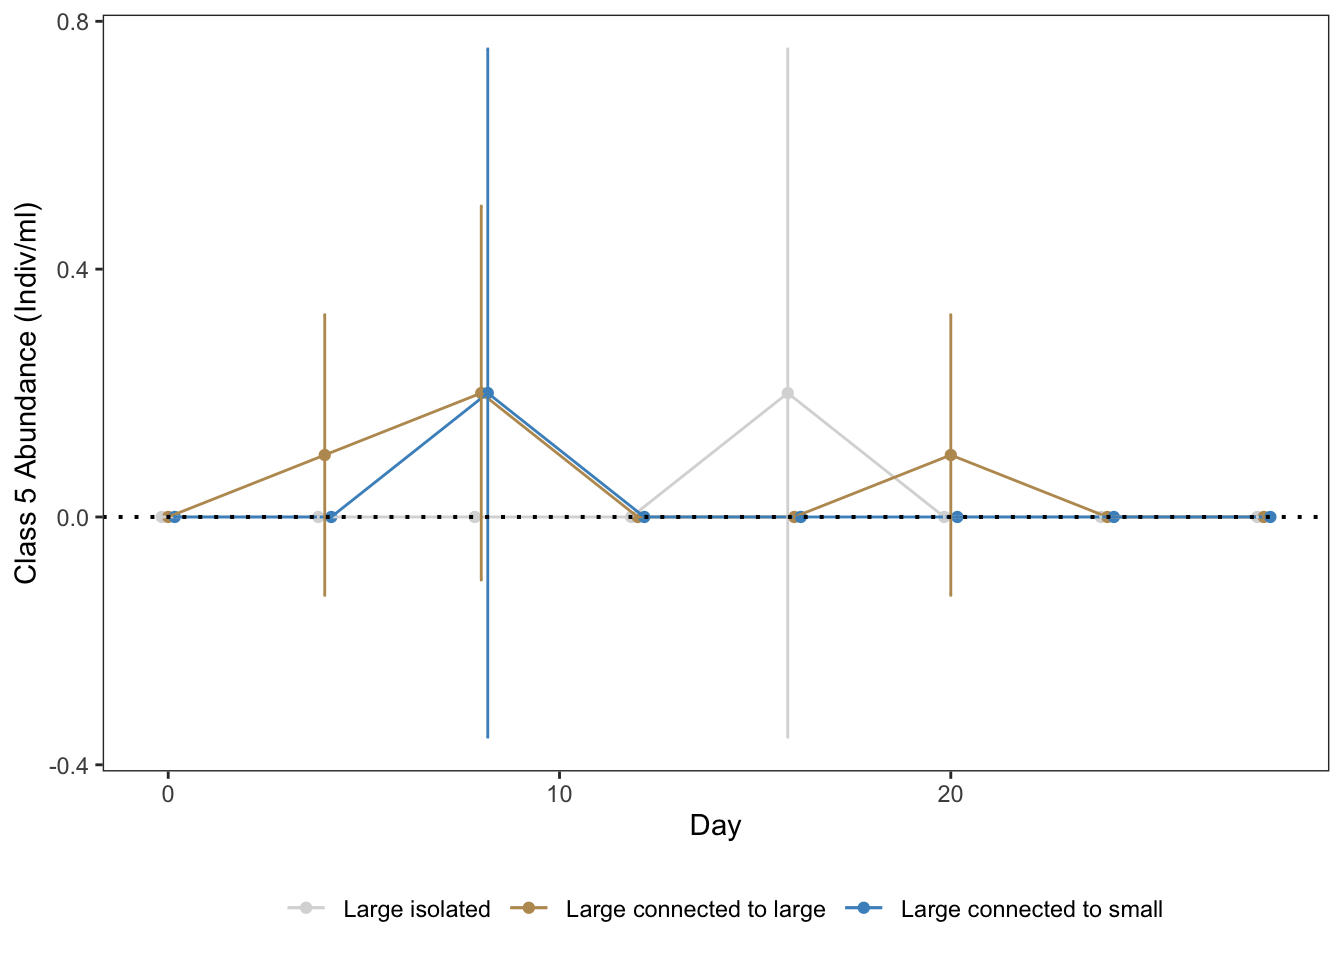 0.8
0.4
0.0
-0.4
Class 5 Abundance (Indiv/ml)
0 10 20
Day
Large isolated Large connected to large Large connected to small